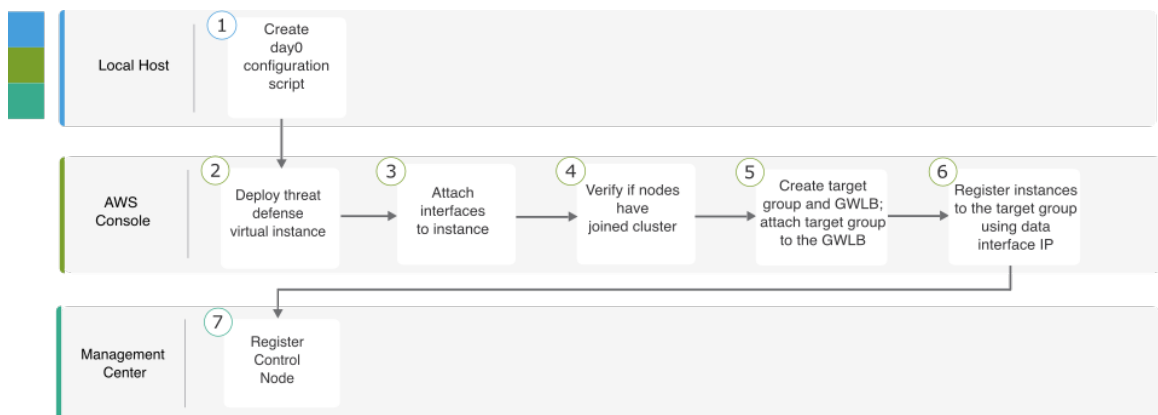 1
Create
day0
configuration
script
Local Host
2
Deploy threat
defense
virtual instance
3
Attach
interfaces
to instance
4
Verify if nodes
have
joined cluster
5
Create target
group and GWLB;
attach target group
to the GWLB
6
Register instances
to the target group
using data
interface IP
AWS
Console
7
Register
Control
Node
Management
Center